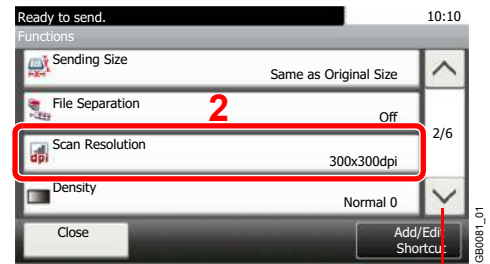 Ready to send. 10:10
Functions
Sending Size
Same as Original Size
File Separation
2
Off
2/6
Scan Resolution
dpi
300x300dpi
Density
Normal 0
Close
Add/Edit
Shortcut
GB0081_01